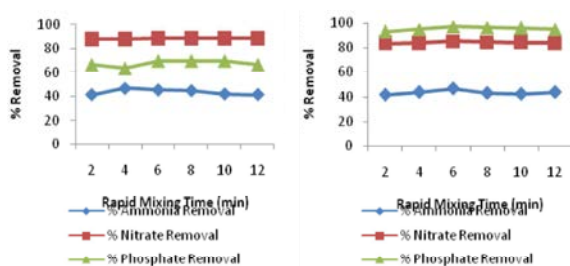 100
80
60
40
20
0
% Removal
2 4 6 8 10 12
Rapid Mixing Time (min)
% Ammonia Removal
% Nitrate Removal
% Phosphate Removal
100
80
60
40
20
0
% Removal
2 4 6 8 10 12
Rapid Mixing Time (min)
% Ammonia Removal
% Nitrate Removal
% Phosphate Removal